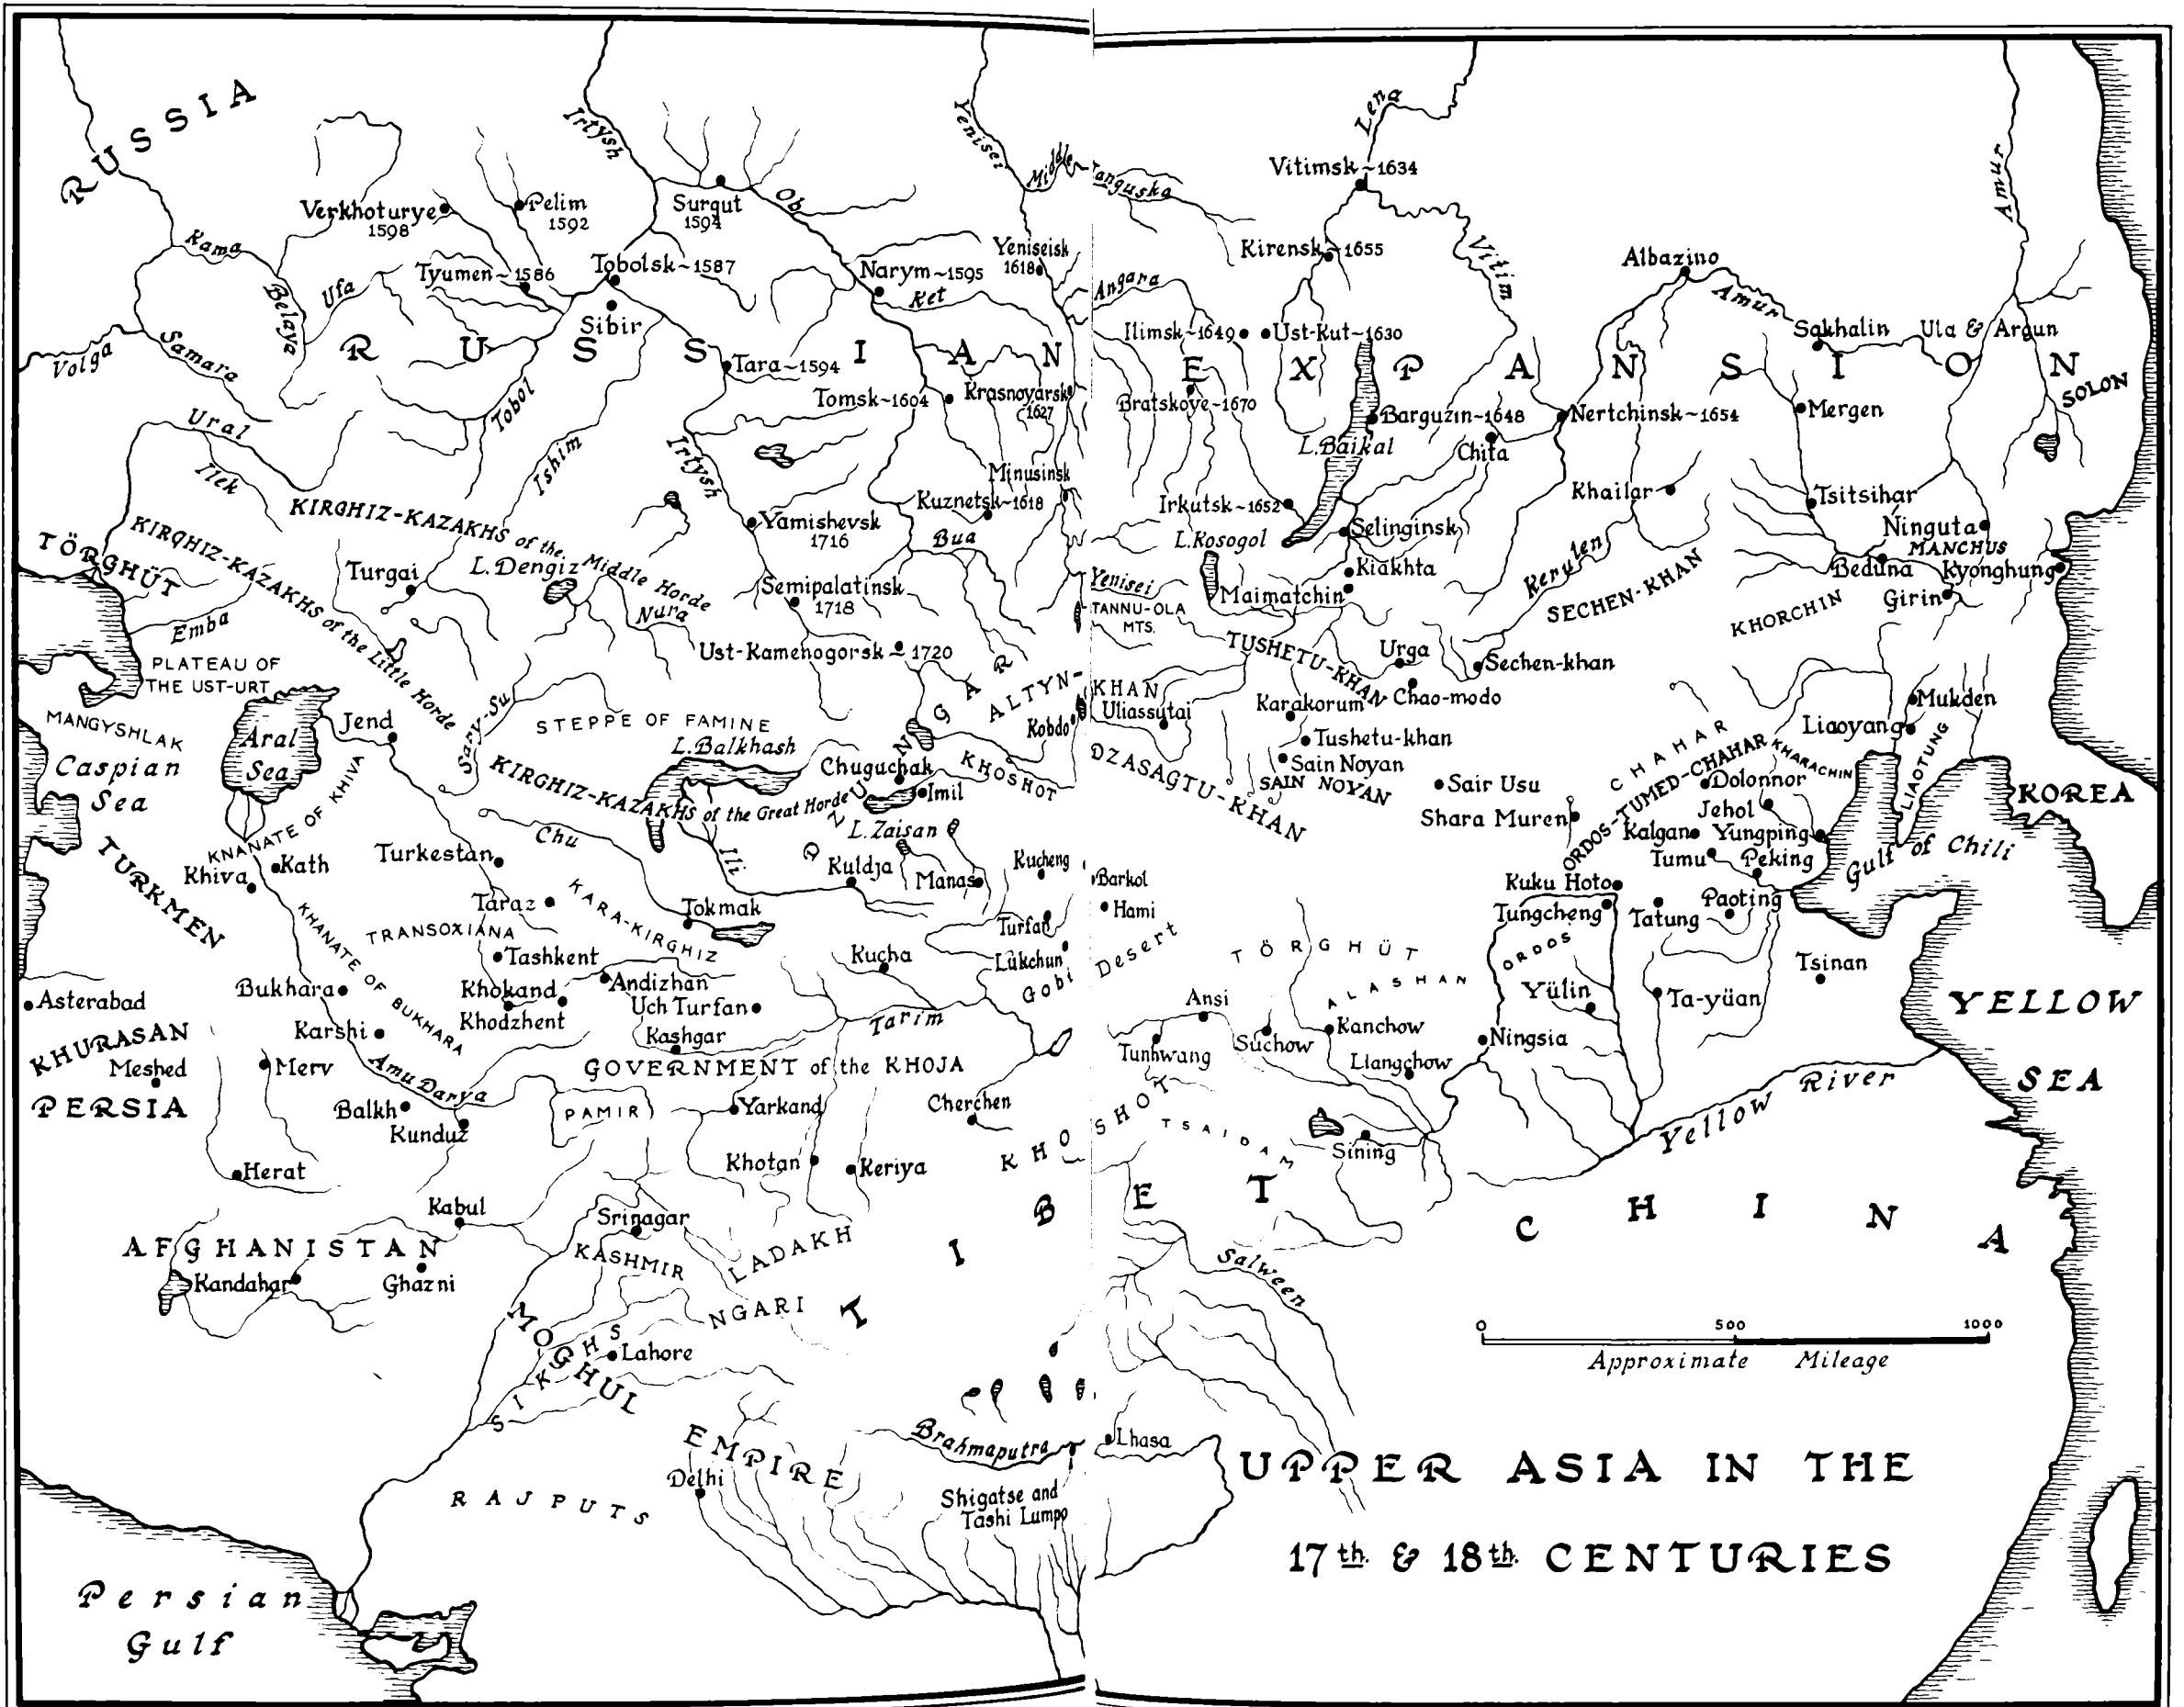 RUSSIA
Irtysh
Yenisei
Lena
Amur
Middle Tanguska
Vitimsk~1634
Verkhoturye
1598
Pelim
1592
Surgut
1594
Ob
Kama
Belaya
Ufa
Tyumen~1586
Tobolsk~1587
Narym~1595
Ket
Yeniseisk
1618
Angara
Kirensk~1655
Vitim
Albazino
Amur
Sibir
Ilimsk~1649
Ust-Kut~1630
Sakhalin Ula & Argun
Volga
Samara
RUSSIAN EXPANSION
SOLON
Tara~1594
Tomsk~1604
Krasnoyarsk
1627
Bratskoye~1670
Barguzin~1648
Nertchinsk~1654
Mergen
Tobol
Ural
Ilek
Ishim
Irtysh
L.Baikal
Chita
Minusinsk
Kuznetsk~1618
Irkutsk~1652
Khailar
Tsitsihar
KIRGHIZ-KAZAKHS of the Middle Horde
KIRGHIZ-KAZAKHS of the Little Horde
TÖRGHÜT
Yamishevsk
1716
Bua
L.Kosogol
Selinginsk
Ninguta
MANCHUS
Turgai
L.Dengiz
Nura
Semipalatinsk
1718
Yenisei
TANNU-OLA
MTS.
Kiakhta
Maimatchin
Kerulen
SECHEN-KHAN
KHORCHIN
Beduna
Kyonghung
Girin
Emba
PLATEAU OF
THE UST-URT
Ust-Kamenogorsk~1720
TUSHETU-KHAN
Urga
Sechen-khan
Chao-modo
MANGYSHLAK
Caspian
Sea
Aral
Sea
Jend
Sary-Su
STEPPE OF FAMINE
L.Balkhash
DZUNGAR
ALTYN-KHAN
Kobdo
Uliassutai
Karakorum
Tushetu-khan
Sain Noyan
SAIN NOYAN
DZASAGTU-KHAN
Sair Usu
Shara Muren
CHAHAR
ORDOS-TUMED-CHAHAR
KHARACHIN
Mukden
Liaoyang
LIAOTUNG
Dolonnor
Jehol
Kalgan
Yungping
Tumu
Peking
KOREA
Gulf of Chili
KIRGHIZ-KAZAKHS of the Great Horde
Chuguchak
Imil
KHOSHOT
L.Zaisan
KNANATE OF KHIVA
Khiva
Kath
TURKMEN
Turkestan
Chu
Ili
Kuldja
Manas
Kucheng
Barkol
Hami
Kuku Hoto
Tungcheng
Tatung
Paoting
Taraz
KARA-KIRGHIZ
Tokmak
Turfan
Lükchun
Gobi Desert
TÖRGHÜT
ALASHAN
ORDOS
Tsinan
TRANSOXIANA
KHANATE OF BUKHARA
Tashkent
Kucha
Asterabad
Bukhara
Khokand
Andizhan
Khodzhent
Uch Turfan
Kashgar
Tarim
Ansi
Suchow
Kanchow
Yülin
Ta-yüan
YELLOW
SEA
KHURASAN
Meshed
PERSIA
Karshi
Merv
Amu Darya
GOVERNMENT of the KHOJA
Tunhwang
Liangchow
Ningsia
Balkh
Kunduz
PAMIR
Yarkand
Cherchen
KHOSHOT
TSAIDAM
Sining
Yellow River
Herat
Khotan
Keriya
Kabul
Srinagar
KASHMIR
LADAKH
TIBET
CHINA
AFGHANISTAN
Kandahar
Ghazni
NGARI
Salween
MOGHUL
EMPIRE
SIKHS
Lahore
0 500 1000
Approximate Mileage
RAJPUTS
Delhi
Brahmaputra
Lhasa
Shigatse and
Tashi Lumpo
UPPER ASIA IN THE
17th. & 18th. CENTURIES
Persian
Gulf